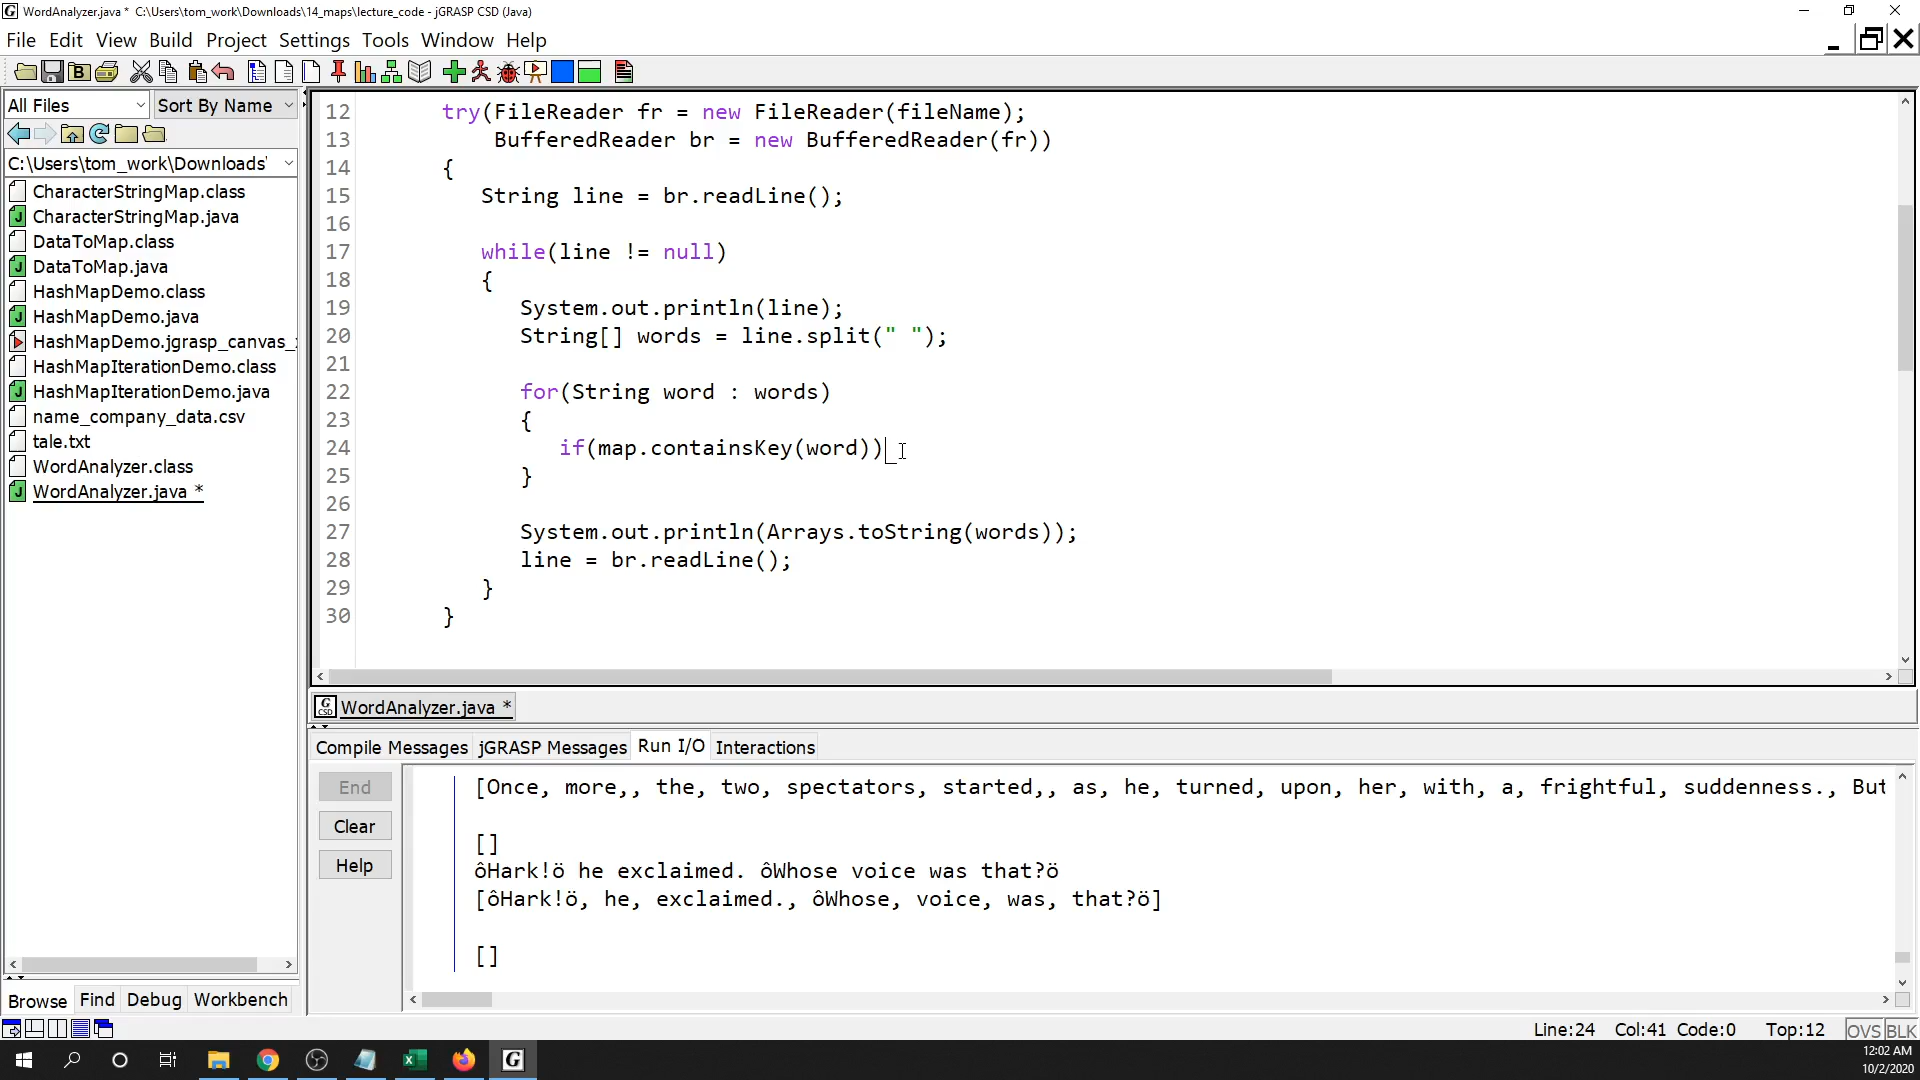 WordAnalyzer.java * C:\Users\tom_work\Downloads\14_maps\lecture_code - jGRASP CSD (Java)
File Edit View Build Project Settings Tools Window Help
All Files Sort By Name
C:\Users\tom_work\Downloads'
CharacterStringMap.class
CharacterStringMap.java
DataToMap.class
DataToMap.java
HashMapDemo.class
HashMapDemo.java
HashMapDemo.jgrasp_canvas_
HashMapIterationDemo.class
HashMapIterationDemo.java
name_company_data.csv
tale.txt
WordAnalyzer.class
WordAnalyzer.java *
Browse Find Debug Workbench
12 try(FileReader fr = new FileReader(fileName);
13 BufferedReader br = new BufferedReader(fr))
14 {
15 String line = br.readLine();
16
17 while(line != null)
18 {
19 System.out.println(line);
20 String[] words = line.split(" ");
21
22 for(String word : words)
23 {
24 if(map.containsKey(word))
25 }
26
27 System.out.println(Arrays.toString(words));
28 line = br.readLine();
29 }
30 }
WordAnalyzer.java *
Compile Messages jGRASP Messages Run I/O Interactions
End
Clear
Help
[Once, more,, the, two, spectators, started,, as, he, turned, upon, her, with, a, frightful, suddenness., But
[]
ôHark!ö he exclaimed. ôWhose voice was that?ö
[ôHark!ö, he, exclaimed., ôWhose, voice, was, that?ö]
[]
Line:24 Col:41 Code:0 Top:12 OVS BLK
12:02 AM
10/2/2020